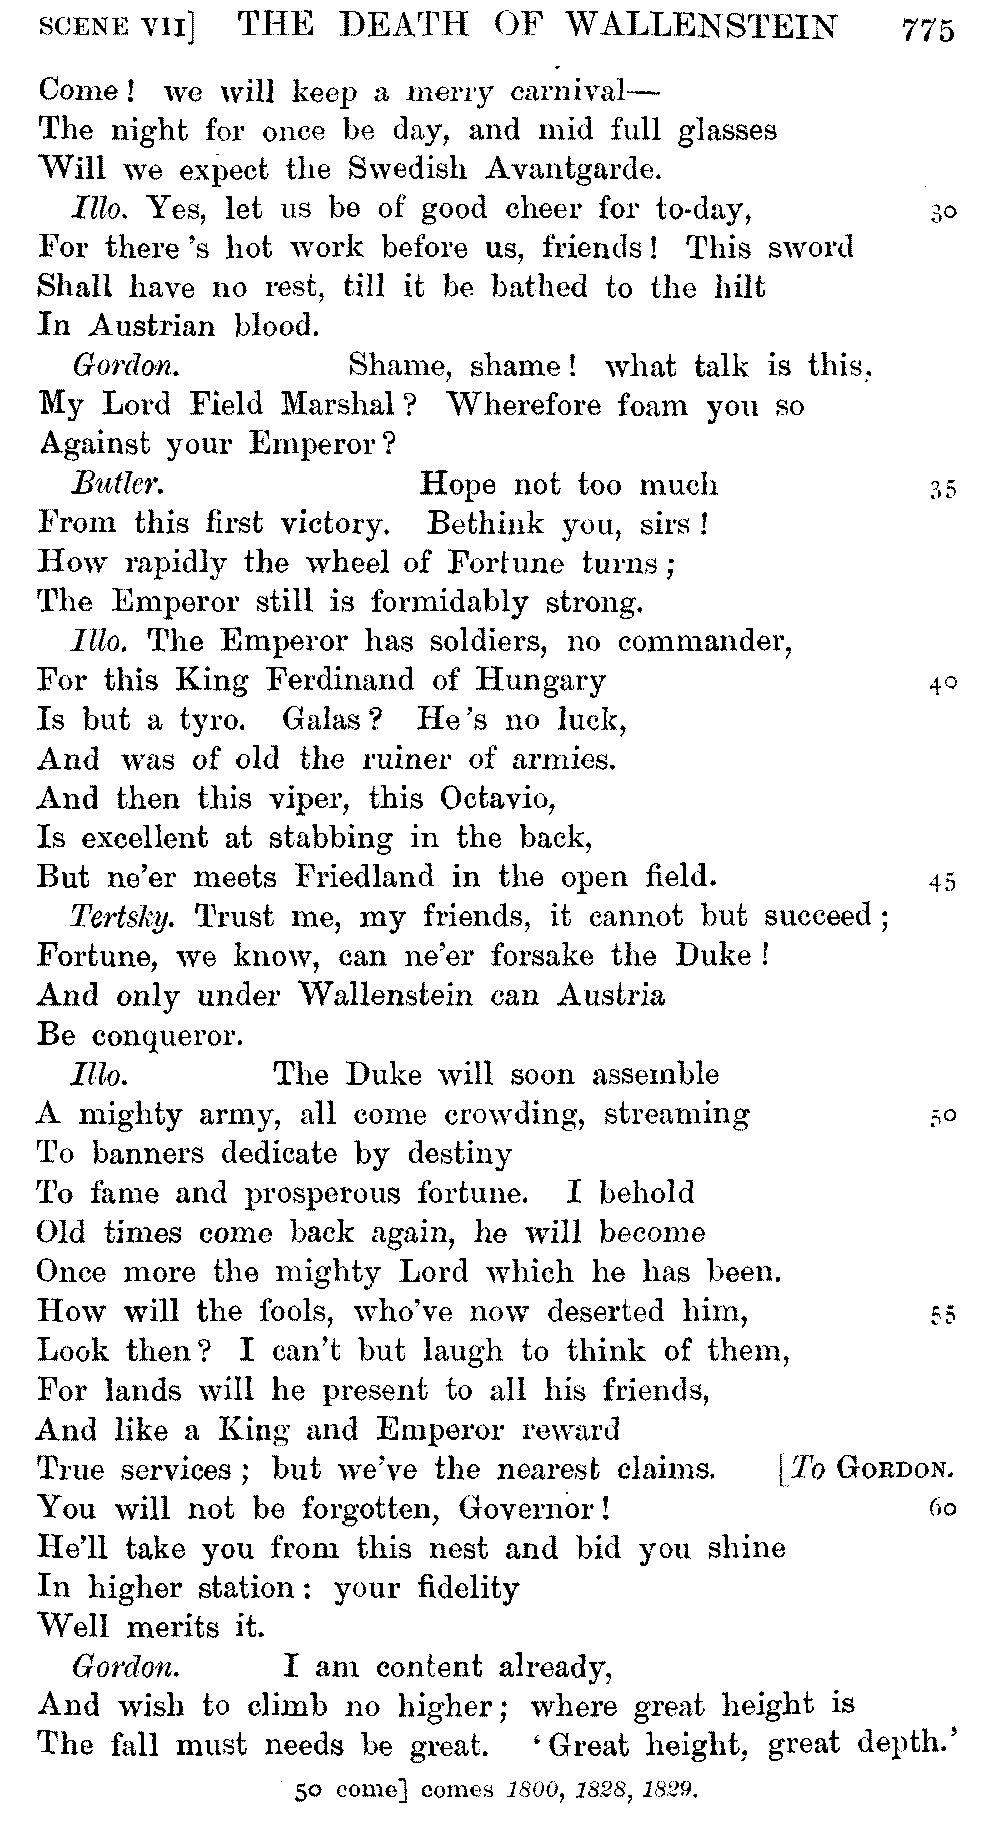 SCENE VII] THE DEATH OF WALLENSTEIN 775
Come! we will keep a merry carnival—
The night for once be day, and mid full glasses
Will we expect the Swedish Avantgarde.
Illo. Yes, let us be of good cheer for to-day, 30
For there's hot work before us, friends! This sword
Shall have no rest, till it be bathed to the hilt
In Austrian blood.
Gordon. Shame, shame! what talk is this,
My Lord Field Marshal? Wherefore foam you so
Against your Emperor?
Butler. Hope not too much 35
From this first victory. Bethink you, sirs!
How rapidly the wheel of Fortune turns;
The Emperor still is formidably strong.
Illo. The Emperor has soldiers, no commander,
For this King Ferdinand of Hungary 40
Is but a tyro. Galas? He's no luck,
And was of old the ruiner of armies.
And then this viper, this Octavio,
Is excellent at stabbing in the back,
But ne'er meets Friedland in the open field. 45
Tertsky. Trust me, my friends, it cannot but succeed;
Fortune, we know, can ne'er forsake the Duke!
And only under Wallenstein can Austria
Be conqueror.
Illo. The Duke will soon assemble
A mighty army, all come crowding, streaming 50
To banners dedicate by destiny
To fame and prosperous fortune. I behold
Old times come back again, he will become
Once more the mighty Lord which he has been.
How will the fools, who've now deserted him, 55
Look then? I can't but laugh to think of them,
For lands will he present to all his friends,
And like a King and Emperor reward
True services; but we've the nearest claims. [To GORDON.
You will not be forgotten, Governor! 60
He'll take you from this nest and bid you shine
In higher station: your fidelity
Well merits it.
Gordon. I am content already,
And wish to climb no higher; where great height is
The fall must needs be great. 'Great height, great depth.'
50 come] comes 1800, 1828, 1829.